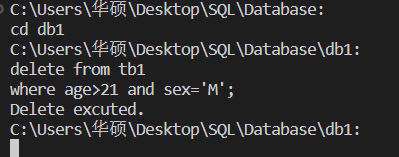 C:\Users\华硕\Desktop\SQL\Database:
cd db1
C:\Users\华硕\Desktop\SQL\Database\db1:
delete from tb1
where age>21 and sex='M';
Delete excuted.
C:\Users\华硕\Desktop\SQL\Database\db1: